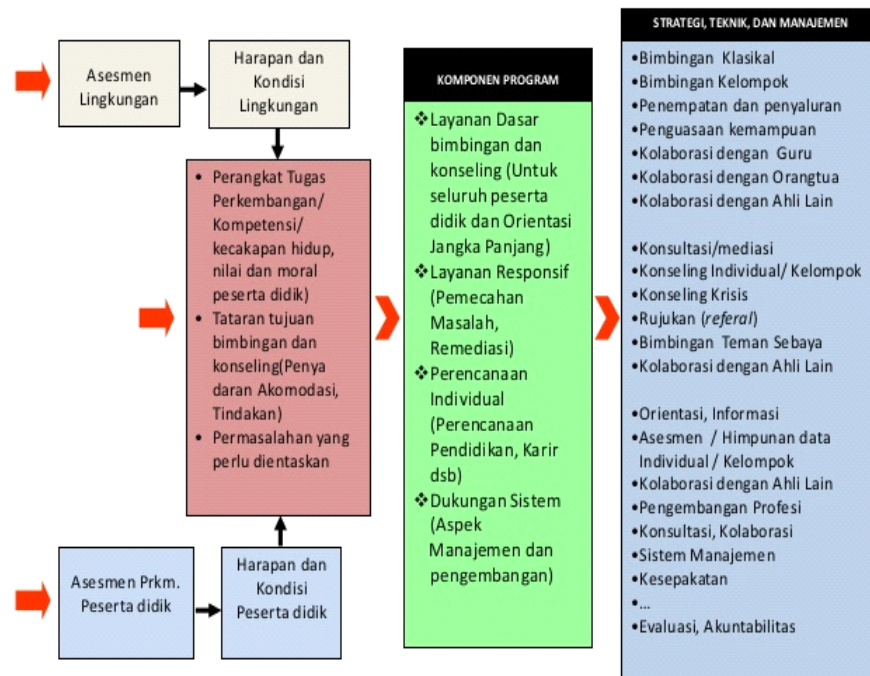 Asesmen
Lingkungan
Harapan dan
Kondisi
Lingkungan
• Perangkat Tugas
Perkembangan/
Kompetensi/
kecakapan hidup,
nilai dan moral
peserta didik)
• Tataran tujuan
bimbingan dan
konseling(Penya
daran Akomodasi,
Tindakan)
• Permasalahan yang
perlu dientaskan
Asesmen Prkm.
Peserta didik
Harapan dan
Kondisi
Peserta didik
KOMPONEN PROGRAM
❖Layanan Dasar
bimbingan dan
konseling (Untuk
seluruh peserta
didik dan Orientasi
Jangka Panjang)
❖Layanan Responsif
(Pemecahan
Masalah,
Remediasi)
❖Perencanaan
Individual
(Perencanaan
Pendidikan, Karir
dsb)
❖Dukungan Sistem
(Aspek
Manajemen dan
pengembangan)
STRATEGI, TEKNIK, DAN MANAJEMEN
•Bimbingan Klasikal
•Bimbingan Kelompok
•Penempatan dan penyaluran
•Penguasaan kemampuan
•Kolaborasi dengan Guru
•Kolaborasi dengan Orangtua
•Kolaborasi dengan Ahli Lain
•Konsultasi/mediasi
•Konseling Individual/ Kelompok
•Konseling Krisis
•Rujukan (referal)
•Bimbingan Teman Sebaya
•Kolaborasi dengan Ahli Lain
•Orientasi, Informasi
•Asesmen / Himpunan data
Individual / Kelompok
•Kolaborasi dengan Ahli Lain
•Pengembangan Profesi
•Konsultasi, Kolaborasi
•Sistem Manajemen
•Kesepakatan
•...
•Evaluasi, Akuntabilitas